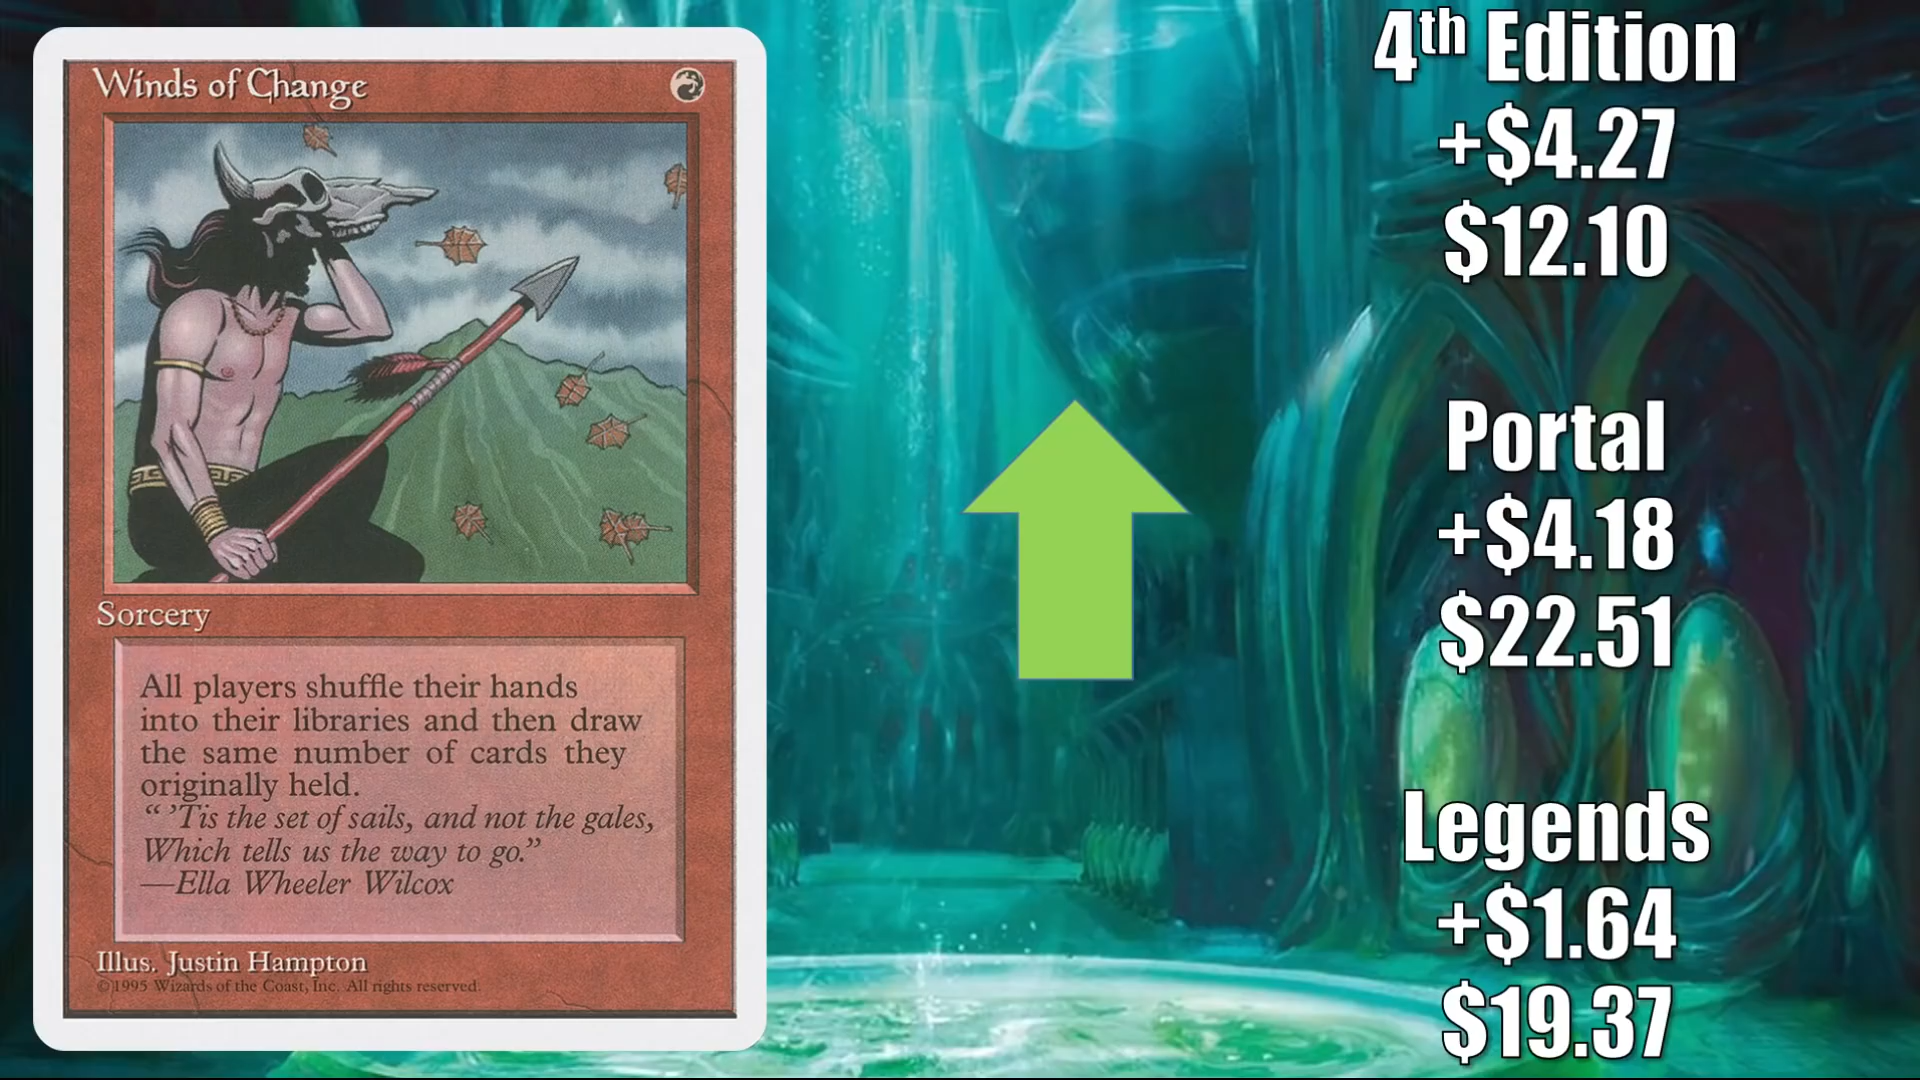 Winds of Change
Sorcery
All players shuffle their hands
into their libraries and then draw
the same number of cards they
originally held.
“ ’Tis the set of sails, and not the gales,
Which tells us the way to go.”
—Ella Wheeler Wilcox
Illus. Justin Hampton
©1995 Wizards of the Coast, Inc. All rights reserved.
4th Edition
+$4.27
$12.10
Portal
+$4.18
$22.51
Legends
+$1.64
$19.37